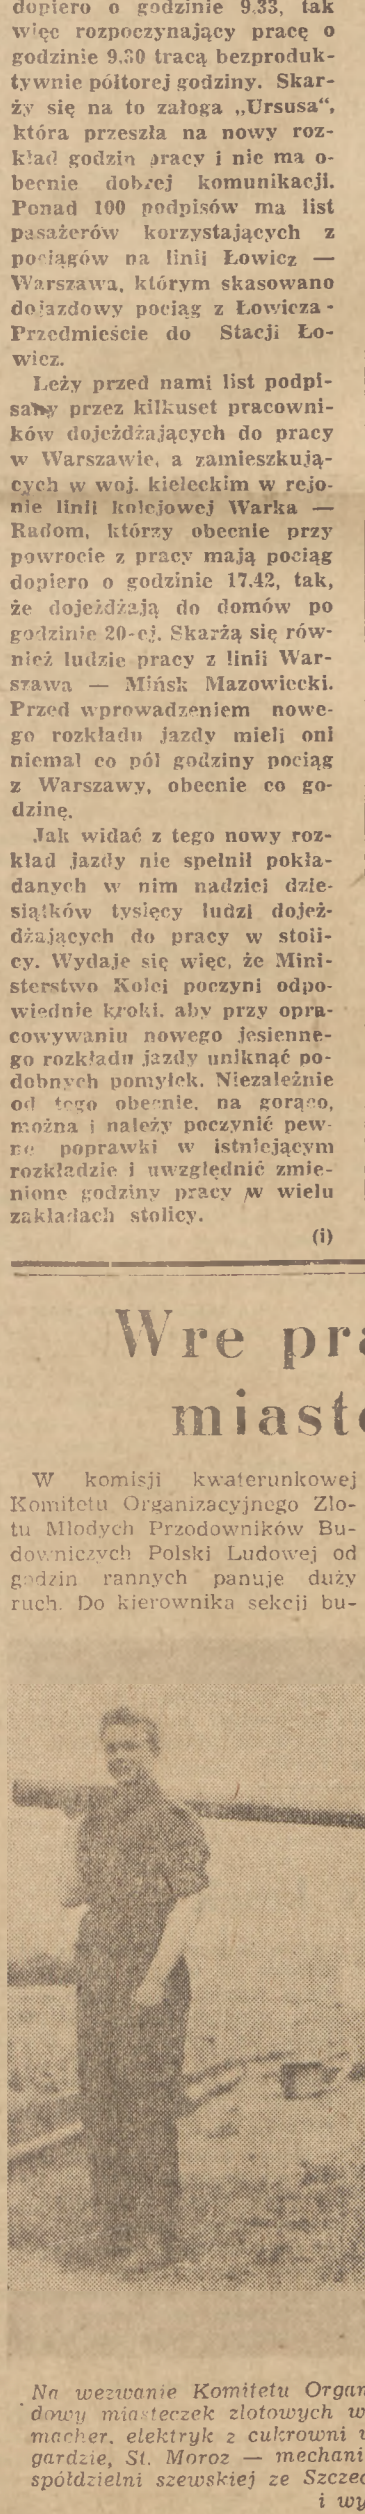 dopiero o godzinie 9.33, tak
więc rozpoczynający pracę o
godzinie 9.30 tracą bezproduk-
tywnie półtorej godziny. Skar-
ży się na to załoga „Ursusa“,
która przeszła na nowy roz-
kład godzin pracy i nie ma o-
becnie dobrej komunikacji.
Ponad 100 podpisów ma list
pasażerów korzystających z
pociągów na linii Łowicz —
Warszawa, którym skasowano
dojazdowy pociąg z Łowicza-
Przedmieście do Stacji Ło-
wicz.
Leży przed nami list podpi-
sany przez kilkuset pracowni-
ków dojeżdżających do pracy
w Warszawie, a zamieszkują-
cych w woj. kieleckim w rejo-
nie linii kolejowej Warka —
Radom, którzy obecnie przy
powrocie z pracy mają pociąg
dopiero o godzinie 17.42, tak,
że dojeżdżają do domów po
godzinie 20-ej. Skarżą się rów-
nież ludzie pracy z linii War-
szawa — Mińsk Mazowiecki.
Przed wprowadzeniem nowe-
go rozkładu jazdy mieli oni
niemal co pół godziny pociąg
z Warszawy, obecnie co go-
dzinę.
Jak widać z tego nowy roz-
kład jazdy nie spełnił pokła-
danych w nim nadziei dzie-
siątków tysięcy ludzi dojeż-
dżających do pracy w stoli-
cy. Wydaje się więc, że Mini-
sterstwo Kolei poczyni odpo-
wiednie kroki, aby przy opra-
cowywaniu nowego jesienne-
go rozkładu jazdy uniknąć po-
dobnych pomyłek. Niezależnie
od tego obecnie, na gorąco,
można i należy poczynić pew-
ne poprawki w istniejącym
rozkładzie i uwzględnić zmie-
nione godziny pracy w wielu
zakładach stolicy.
(i)
Wre pra
miaste
W komisji kwaterunkowej
Komitetu Organizacyjnego Zlo-
tu Młodych Przodowników Bu-
downiczych Polski Ludowej od
godzin rannych panuje duży
ruch. Do kierownika sekcji bu-
Na wezwanie Komitetu Organ
dowy miasteczek zlotowych w
macher, elektryk z cukrowni w
gardzie, St. Moroz — mechani
spółdzielni szewskiej ze Szczec
i wy